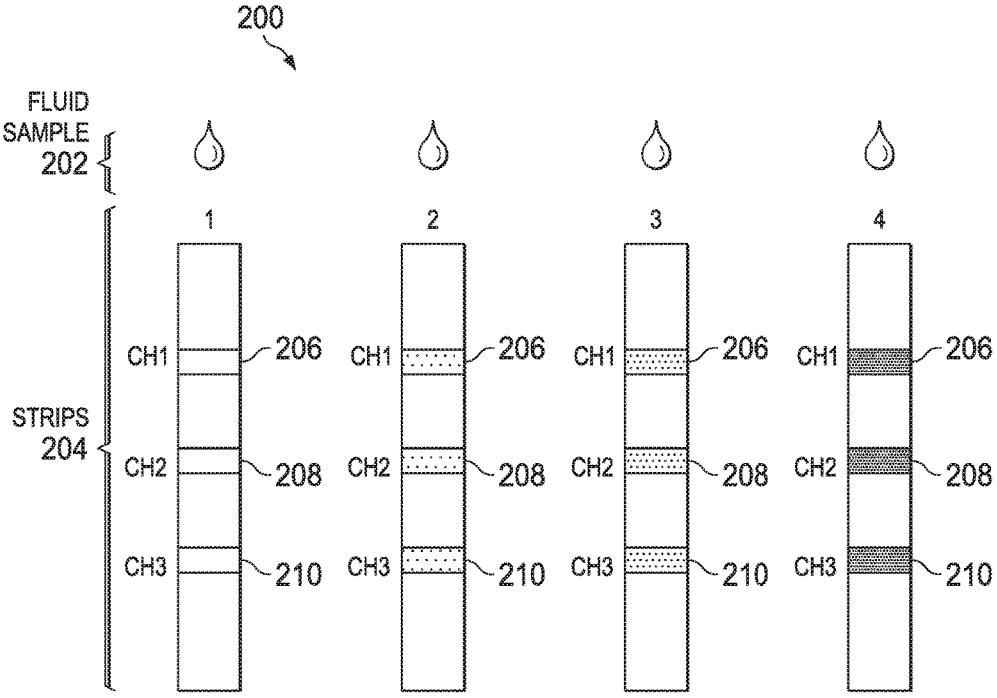 200
FLUID
SAMPLE
202
1 2 3 4
CH1 206 CH1 206 CH1 206 CH1 206
STRIPS
204
CH2 208 CH2 208 CH2 208 CH2 208
CH3 210 CH3 210 CH3 210 CH3 210